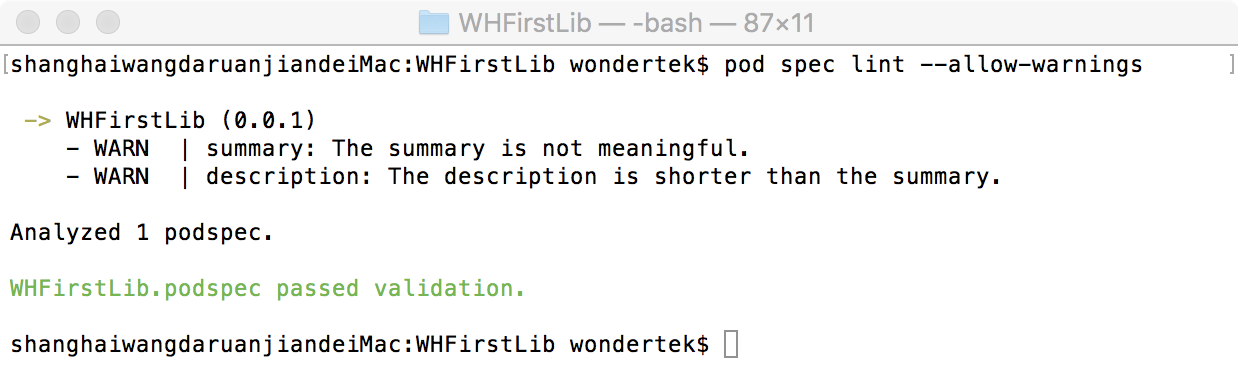 WHFirstLib — -bash — 87×11
[shanghaiwangdaruanjiandeiMac:WHFirstLib wondertek$ pod spec lint --allow-warnings ]
-> WHFirstLib (0.0.1)
- WARN | summary: The summary is not meaningful.
- WARN | description: The description is shorter than the summary.
Analyzed 1 podspec.
WHFirstLib.podspec passed validation.
shanghaiwangdaruanjiandeiMac:WHFirstLib wondertek$